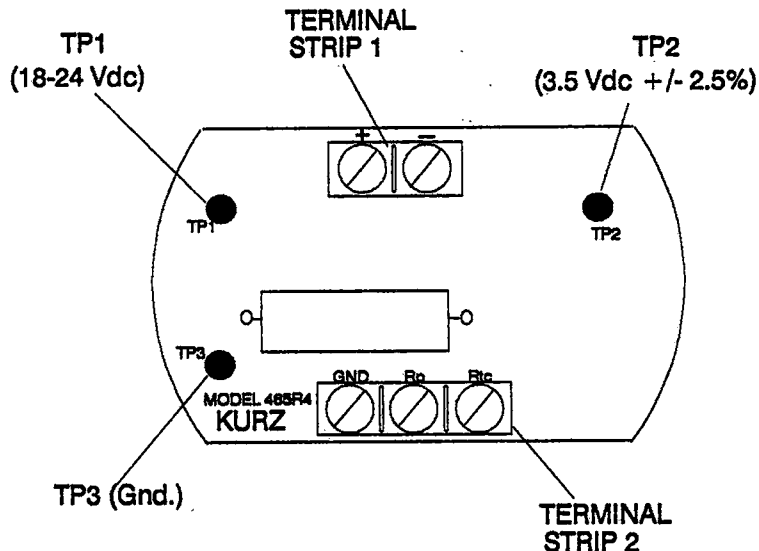 TERMINAL
STRIP 1
TP1
(18-24 Vdc)
TP2
(3.5 Vdc +/- 2.5%)
+ −
TP1
TP2
TP3
GND Rp Rtc
MODEL 465R4
KURZ
TP3 (Gnd.)
TERMINAL
STRIP 2